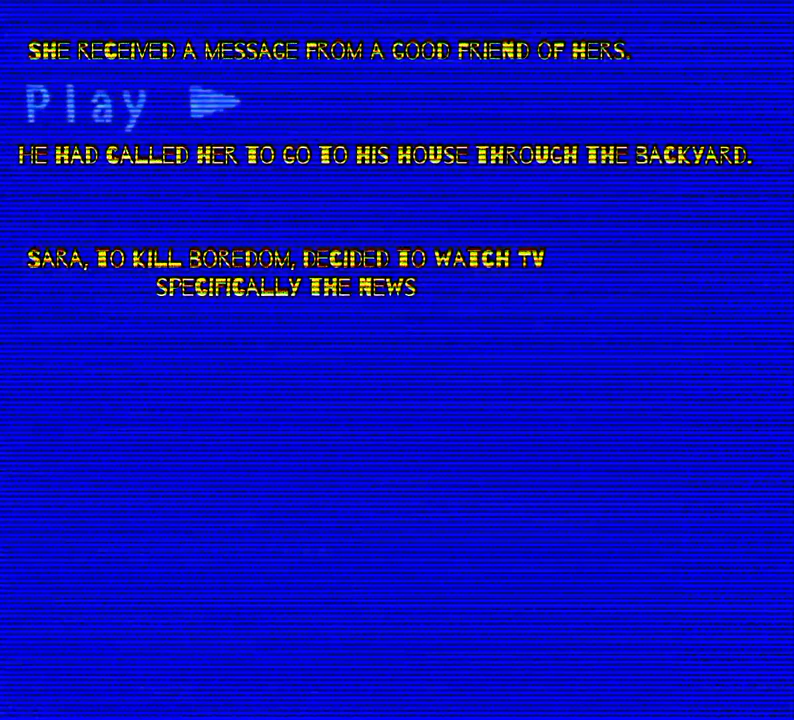 SHE RECEIVED A MESSAGE FROM A GOOD FRIEND OF HERS.
Play
HE HAD CALLED HER TO GO TO HIS HOUSE THROUGH THE BACKYARD.
SARA, TO KILL BOREDOM, DECIDED TO WATCH TV
SPECIFICALLY THE NEWS